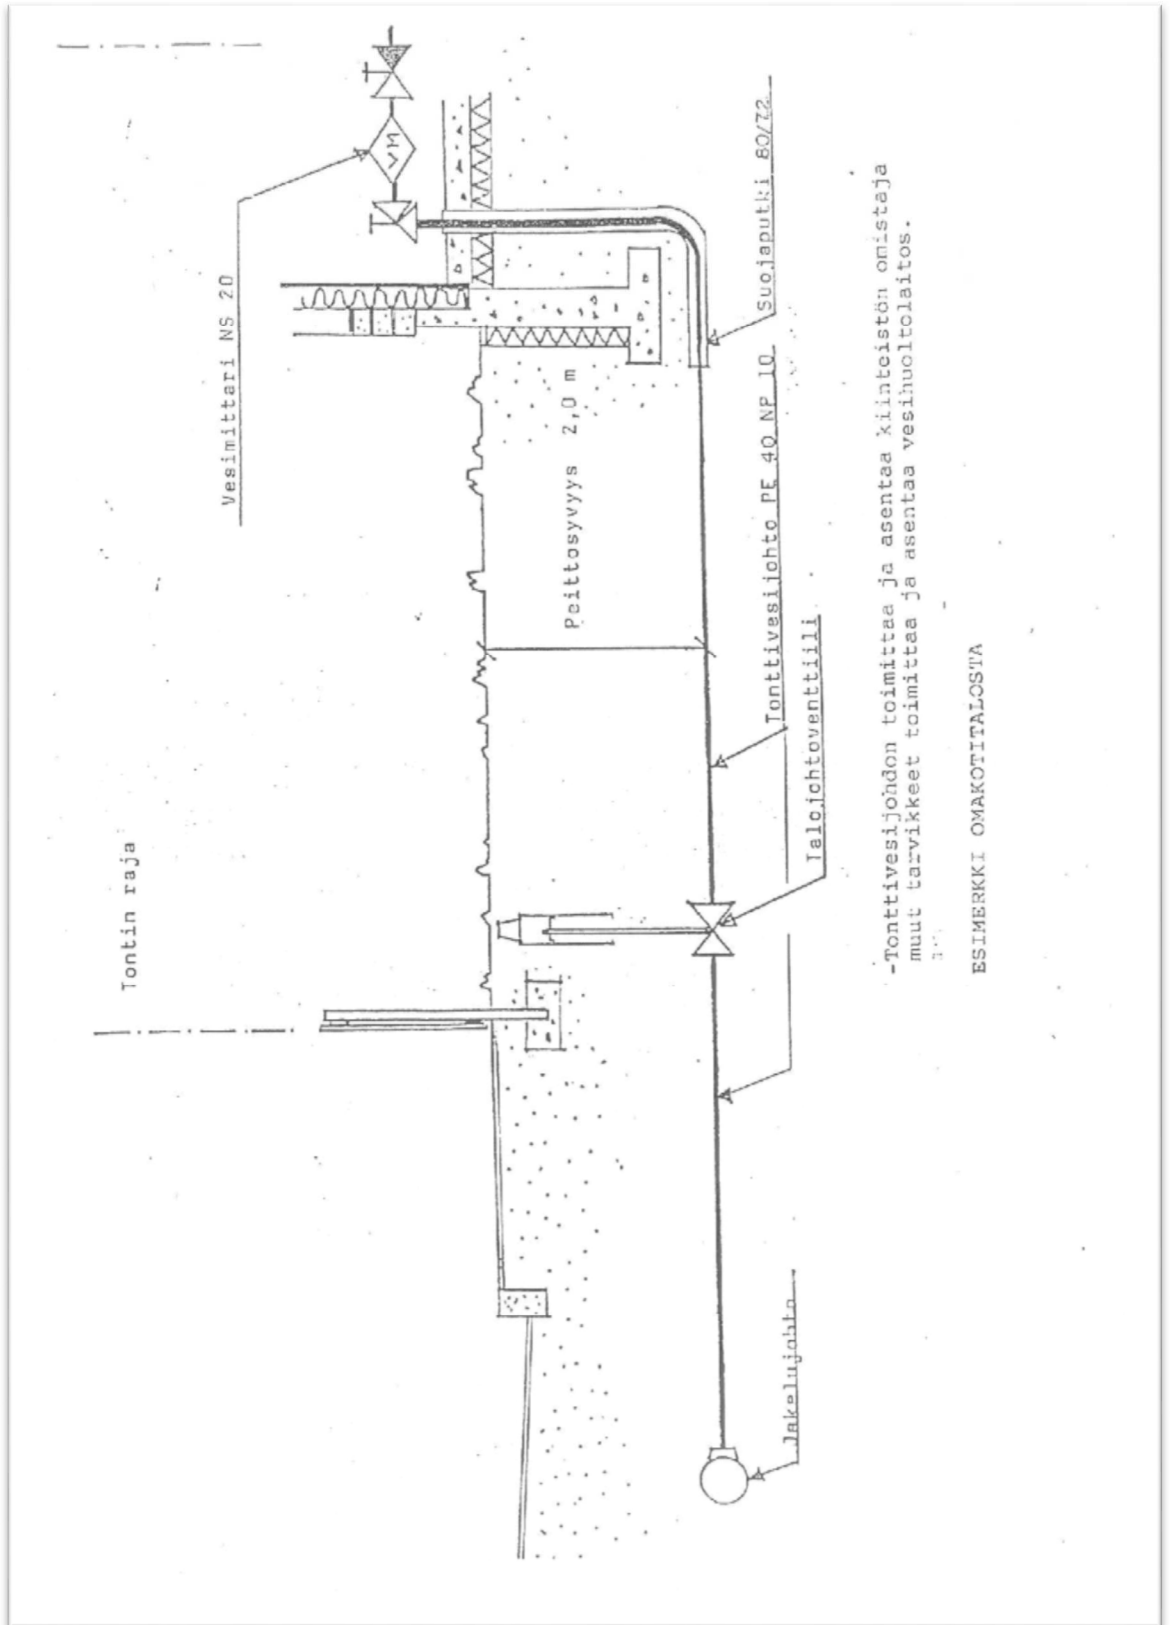 Tontin raja
Vesimittari NS 20
VM
Peittosyvyys 2,0 m
Suojaputki 80/72
Tonttivesijohto PE 40 NP 10
Talojohtoventtiili
Jakelujohto
-Tonttivesijohdon toimittaa ja asentaa kiinteistön omistaja
muut tarvikkeet toimittaa ja asentaa vesihuoltolaitos.
ESIMERKKI OMAKOTITALOSTA